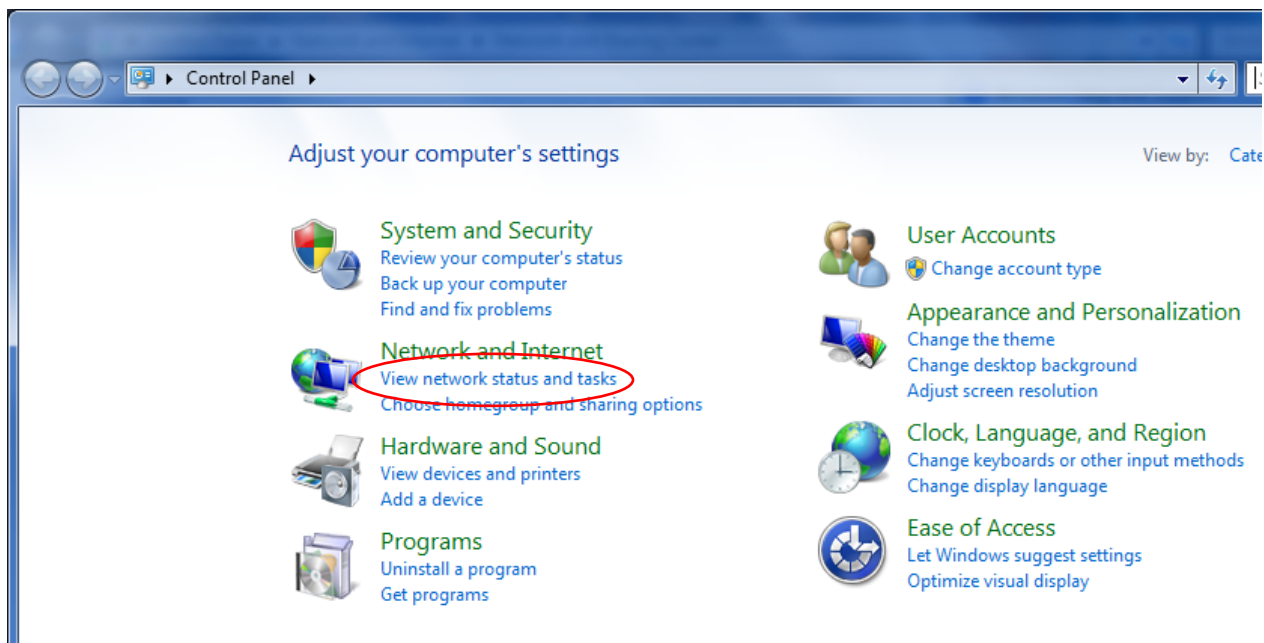 Control Panel
Adjust your computer's settings
View by:
System and Security
Review your computer's status
Back up your computer
Find and fix problems
Network and Internet
View network status and tasks
Choose homegroup and sharing options
Hardware and Sound
View devices and printers
Add a device
Programs
Uninstall a program
Get programs
User Accounts
Change account type
Appearance and Personalization
Change the theme
Change desktop background
Adjust screen resolution
Clock, Language, and Region
Change keyboards or other input methods
Change display language
Ease of Access
Let Windows suggest settings
Optimize visual display